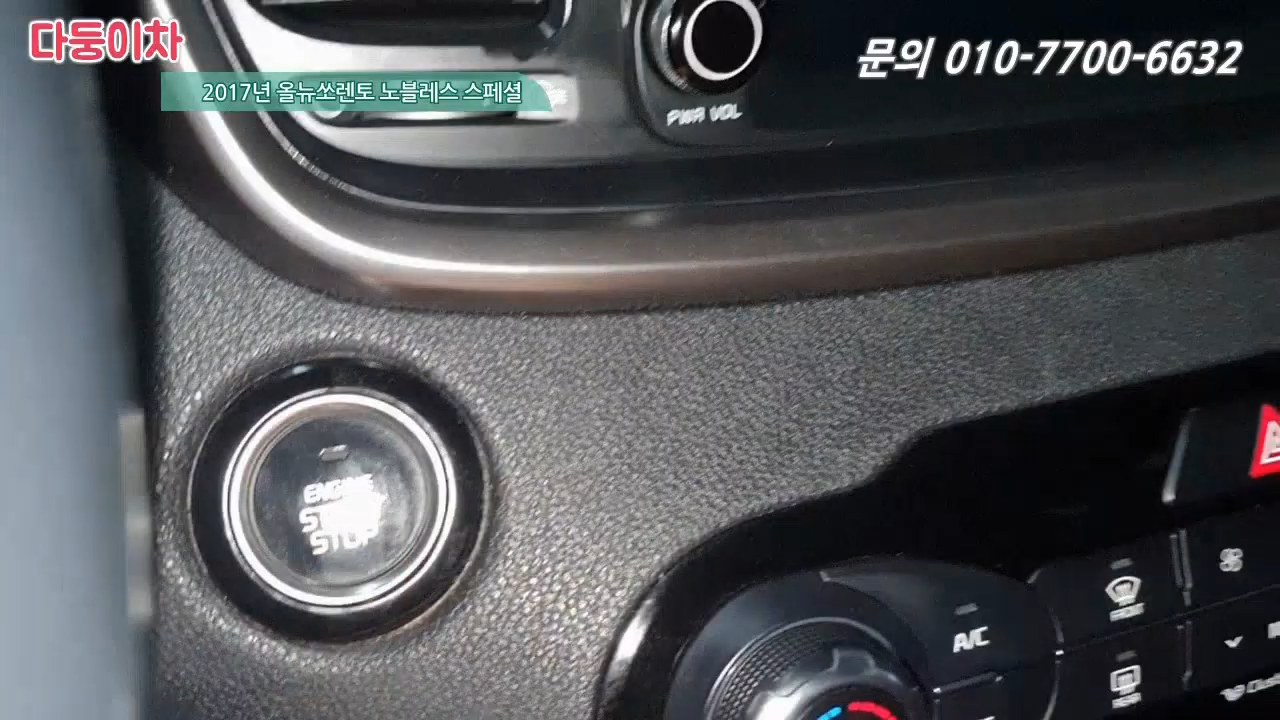 다둥이차
문의 010-7700-6632
2017년 올뉴쏘렌토 노블레스 스페셜
PWR VOL
ENGINE
START
STOP
A/C
FRONT
REAR